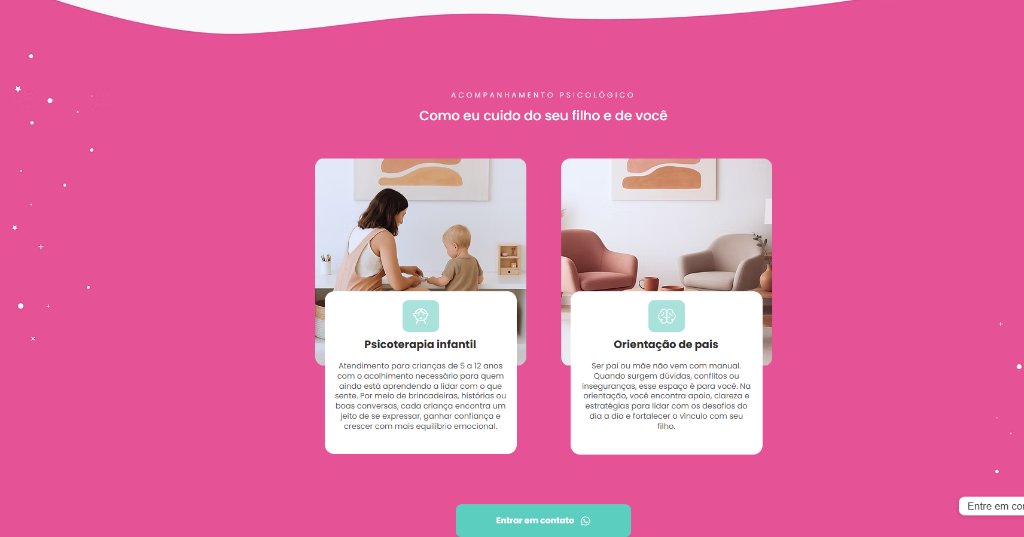 ACOMPANHAMENTO PSICOLÓGICO
Como eu cuido do seu filho e de você
Psicoterapia infantil
Atendimento para crianças de 5 a 12 anos
com o acolhimento necessário para quem
ainda está aprendendo a lidar com o que
sente. Por meio de brincadeiras, histórias ou
boas conversas, cada criança encontra um
jeito de se expressar, ganhar confiança e
crescer com mais equilíbrio emocional.
Orientação de pais
Ser pai ou mãe não vem com manual.
Quando surgem dúvidas, conflitos ou
inseguranças, esse espaço é para você. Na
orientação, você encontra apoio, clareza e
estratégias para lidar com os desafios do
dia a dia e fortalecer o vínculo com seu
filho.
Entrar em contato
Entre em con